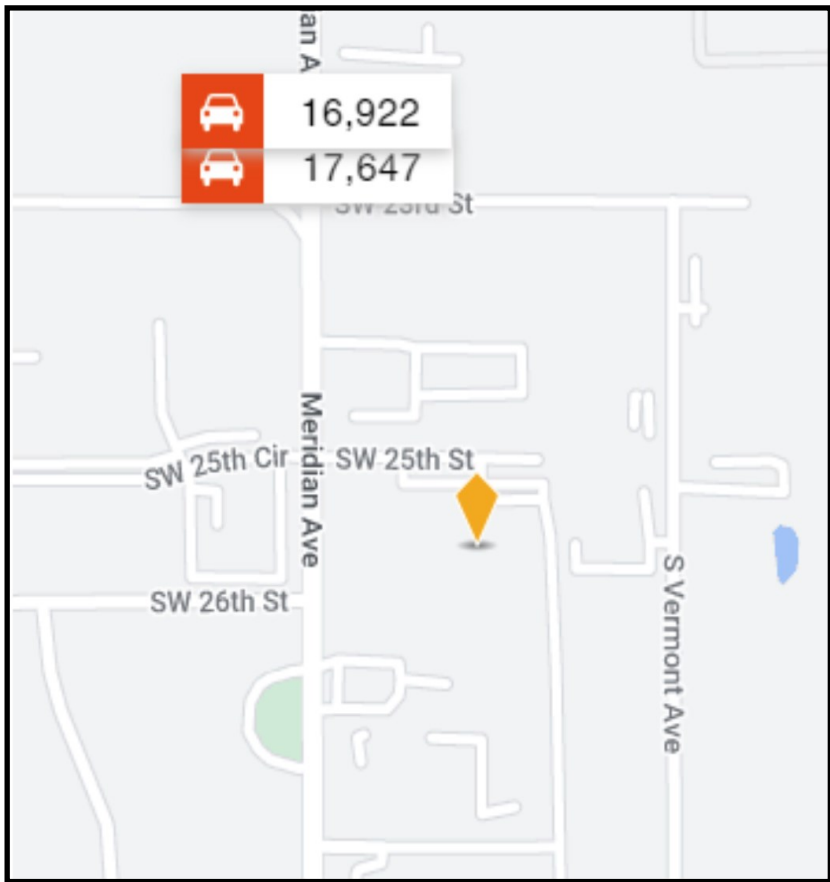 an A
16,922
17,647
SW 23rd St
Meridian Ave
SW 25th Cir
SW 25th St
SW 26th St
S Vermont Ave